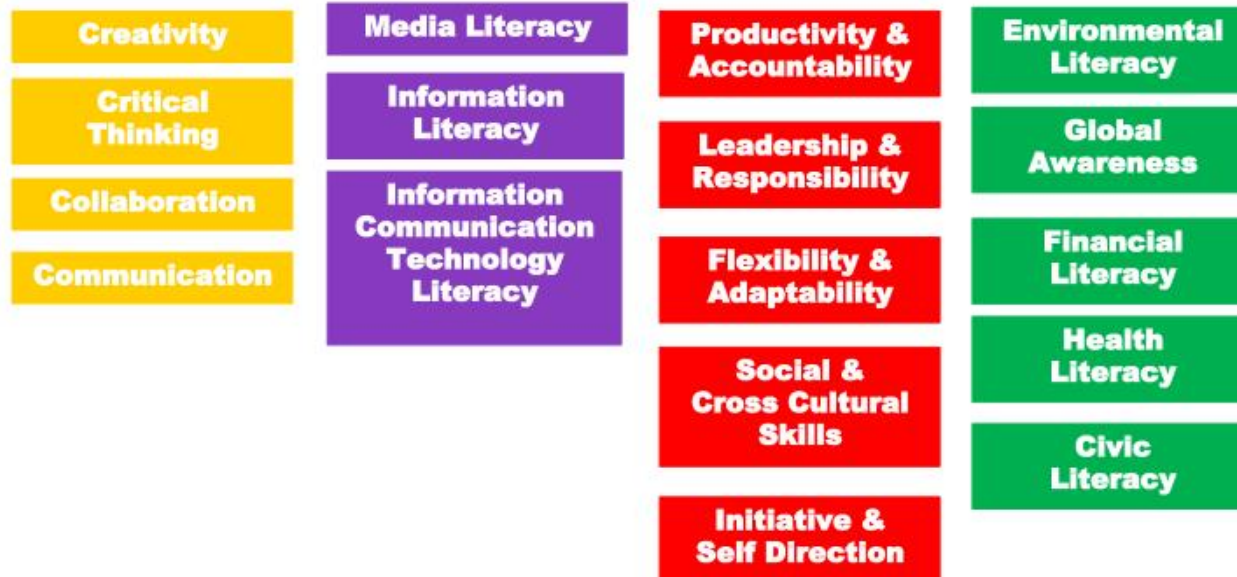 Creativity
Critical
Thinking
Collaboration
Communication
Media Literacy
Information
Literacy
Information
Communication
Technology
Literacy
Productivity &
Accountability
Leadership &
Responsibility
Flexibility &
Adaptability
Social &
Cross Cultural
Skills
Initiative &
Self Direction
Environmental
Literacy
Global
Awareness
Financial
Literacy
Health
Literacy
Civic
Literacy